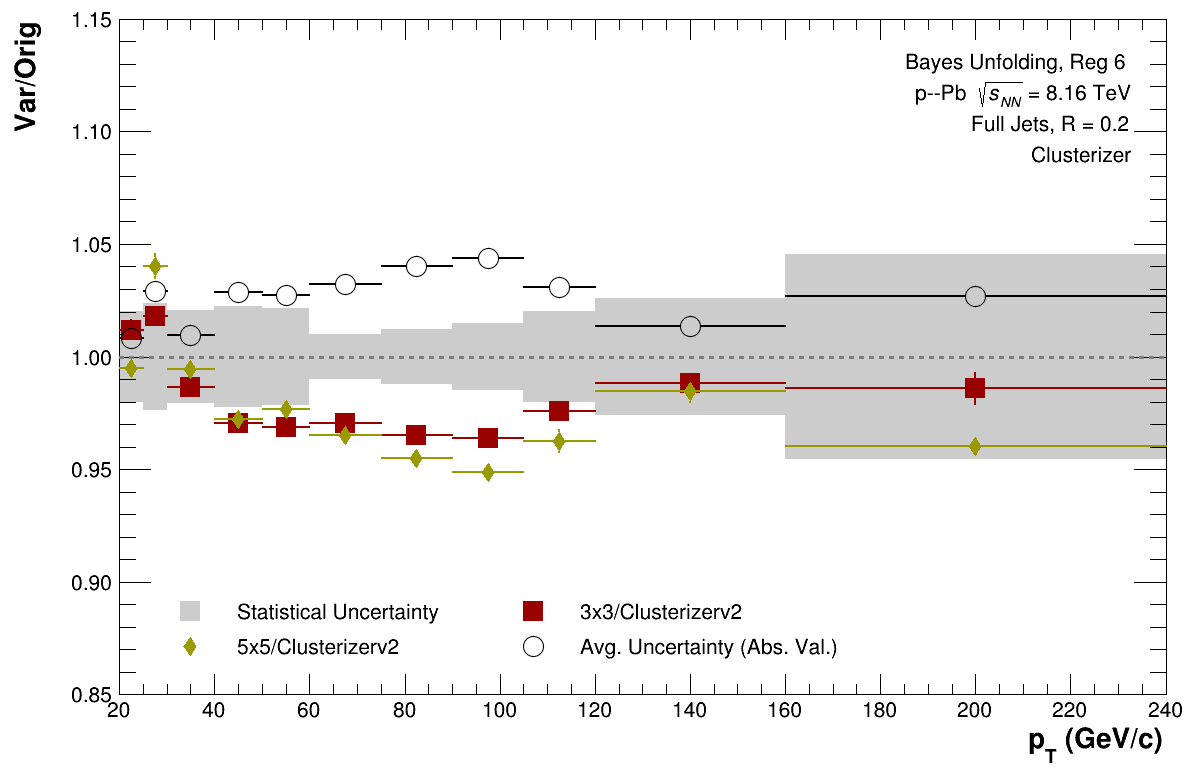 Var/Orig
1.15
1.10
1.05
1.00
0.95
0.90
0.85
Bayes Unfolding, Reg 6
p--Pb √sNN = 8.16 TeV
Full Jets, R = 0.2
Clusterizer
Statistical Uncertainty
3x3/Clusterizerv2
5x5/Clusterizerv2
Avg. Uncertainty (Abs. Val.)
20 40 60 80 100 120 140 160 180 200 220 240
pT (GeV/c)